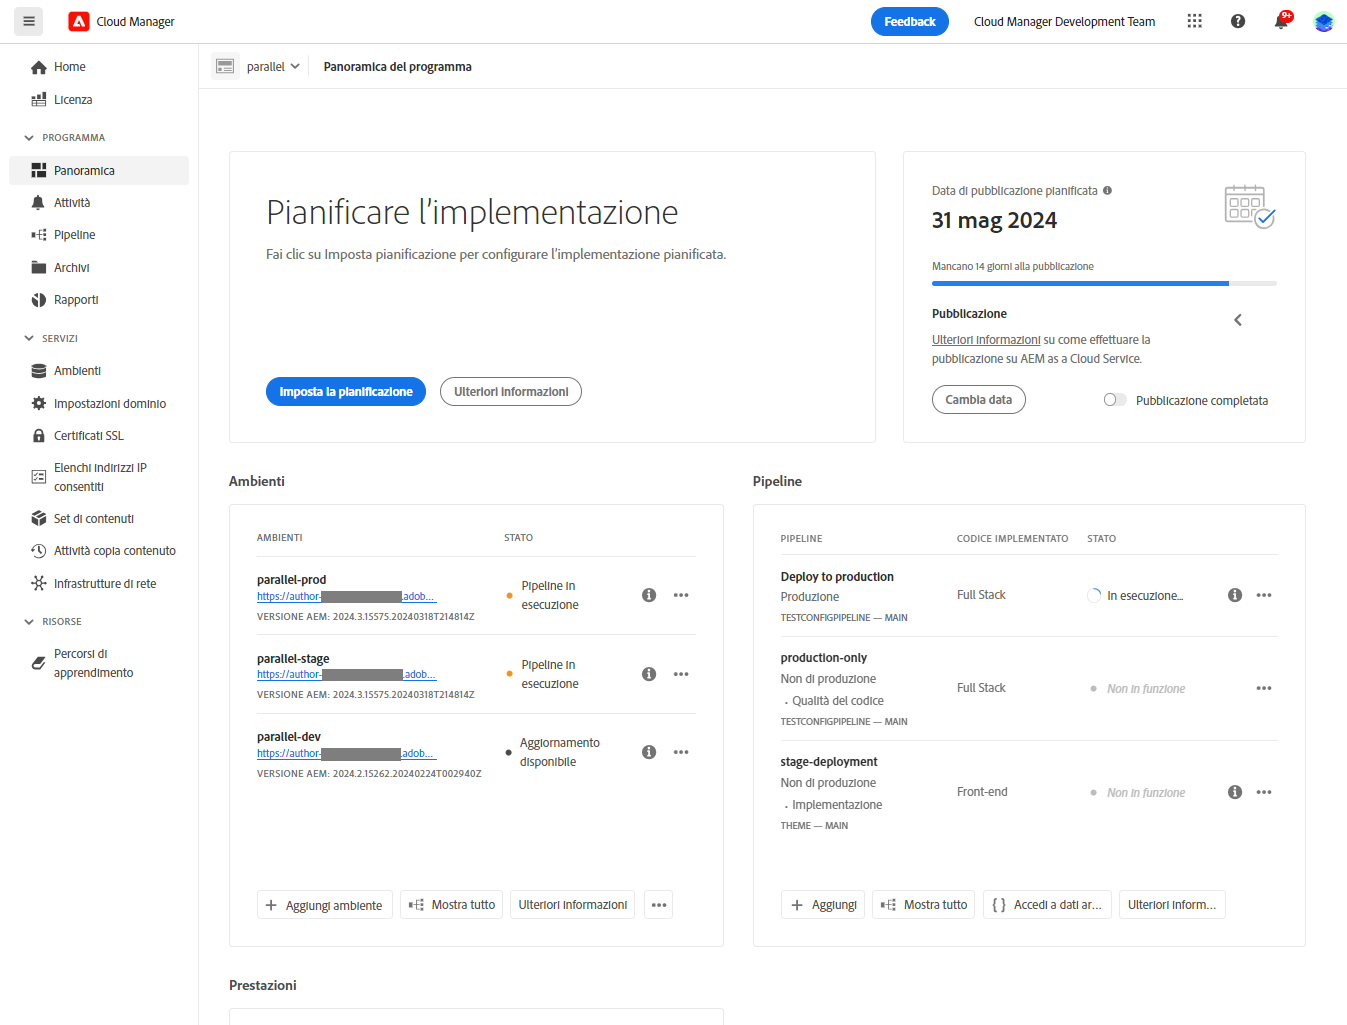 Cloud Manager
Feedback
Cloud Manager Development Team
9+
Home
Licenza
PROGRAMMA
Panoramica
Attività
Pipeline
Archivi
Rapporti
SERVIZI
Ambienti
Impostazioni dominio
Certificati SSL
Elenchi indirizzi IP
consentiti
Set di contenuti
Attività copia contenuto
Infrastrutture di rete
RISORSE
Percorsi di
apprendimento
parallel
Panoramica del programma
Pianificare l'implementazione
Fai clic su Imposta pianificazione per configurare l'implementazione pianificata.
Imposta la pianificazione
Ulteriori informazioni
Data di pubblicazione pianificata
31 mag 2024
Mancano 14 giorni alla pubblicazione
Pubblicazione
Ulteriori informazioni su come effettuare la
pubblicazione su AEM as a Cloud Service.
Cambia data
Pubblicazione completata
Ambienti
AMBIENTI
STATO
parallel-prod
https://author-
.adob...
VERSIONE AEM: 2024.3.15575.20240318T214814Z
Pipeline in
esecuzione
parallel-stage
https://author-
.adob...
VERSIONE AEM: 2024.3.15575.20240318T214814Z
Pipeline in
esecuzione
parallel-dev
https://author-
.adob...
VERSIONE AEM: 2024.2.15262.20240224T002940Z
Aggiornamento
disponibile
Aggiungi ambiente
Mostra tutto
Ulteriori informazioni
Pipeline
PIPELINE
CODICE IMPLEMENTATO
STATO
Deploy to production
Produzione
TESTCONFIGPIPELINE — MAIN
Full Stack
In esecuzione...
production-only
Non di produzione
. Qualità del codice
TESTCONFIGPIPELINE — MAIN
Full Stack
Non in funzione
stage-deployment
Non di produzione
. Implementazione
THEME — MAIN
Front-end
Non in funzione
Aggiungi
Mostra tutto
Accedi a dati ar...
Ulteriori inform...
Prestazioni